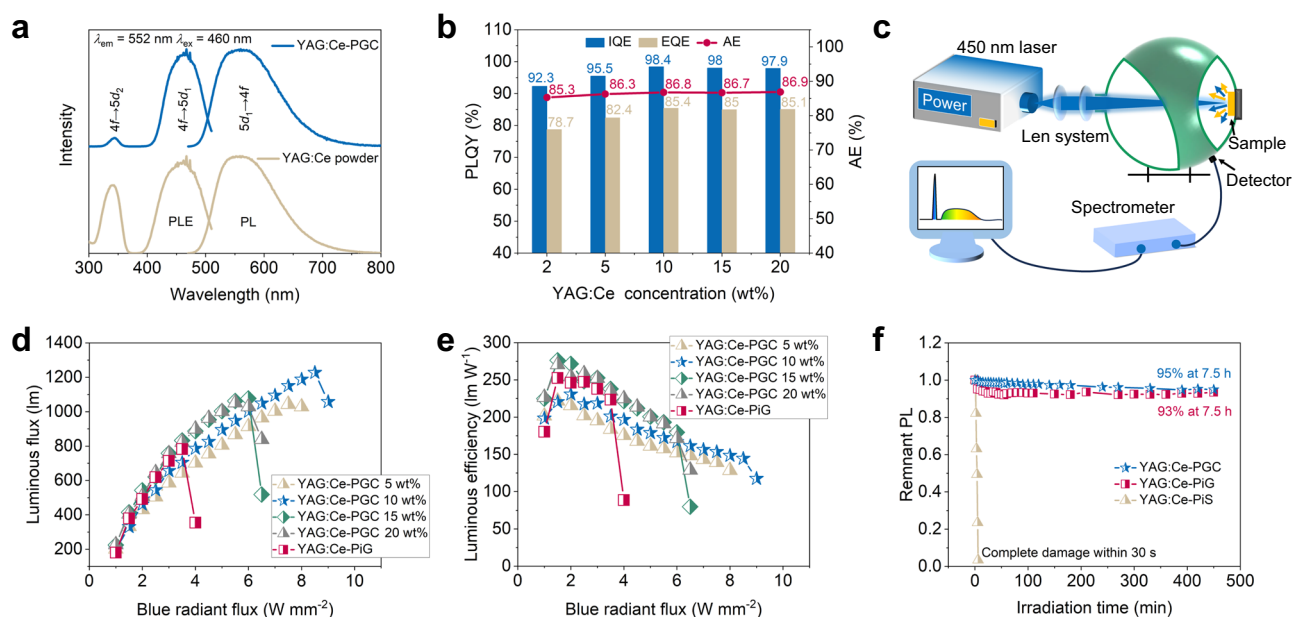 a
λem = 552 nm λex = 460 nm
YAG:Ce-PGC
4f→5d2
4f→5d1
5d1→4f
YAG:Ce powder
PLE
PL
Intensity
300 400 500 600 700 800
Wavelength (nm)
b
IQE EQE AE
110
100
90
80
70
60
50
40
100
90
80
70
60
50
40
92.3 95.5 98.4 98 97.9
85.3 86.3 86.8 86.7 86.9
78.7 82.4 85.4 85 85.1
PLQY (%)
AE (%)
2 5 10 15 20
YAG:Ce concentration (wt%)
c
450 nm laser
Power
Len system
Sample
Detector
Spectrometer
d
1400
1200
1000
800
600
400
200
Luminous flux (lm)
YAG:Ce-PGC 5 wt%
YAG:Ce-PGC 10 wt%
YAG:Ce-PGC 15 wt%
YAG:Ce-PGC 20 wt%
YAG:Ce-PiG
0 2 4 6 8 10
Blue radiant flux (W mm-2)
e
300
250
200
150
100
50
0
Luminous efficiency (lm W-1)
YAG:Ce-PGC 5 wt%
YAG:Ce-PGC 10 wt%
YAG:Ce-PGC 15 wt%
YAG:Ce-PGC 20 wt%
YAG:Ce-PiG
0 2 4 6 8 10
Blue radiant flux (W mm-2)
f
1.2
1.0
0.8
0.6
0.4
0.2
0.0
Remnant PL
95% at 7.5 h
93% at 7.5 h
YAG:Ce-PGC
YAG:Ce-PiG
YAG:Ce-PiS
Complete damage within 30 s
0 100 200 300 400 500
Irradiation time (min)